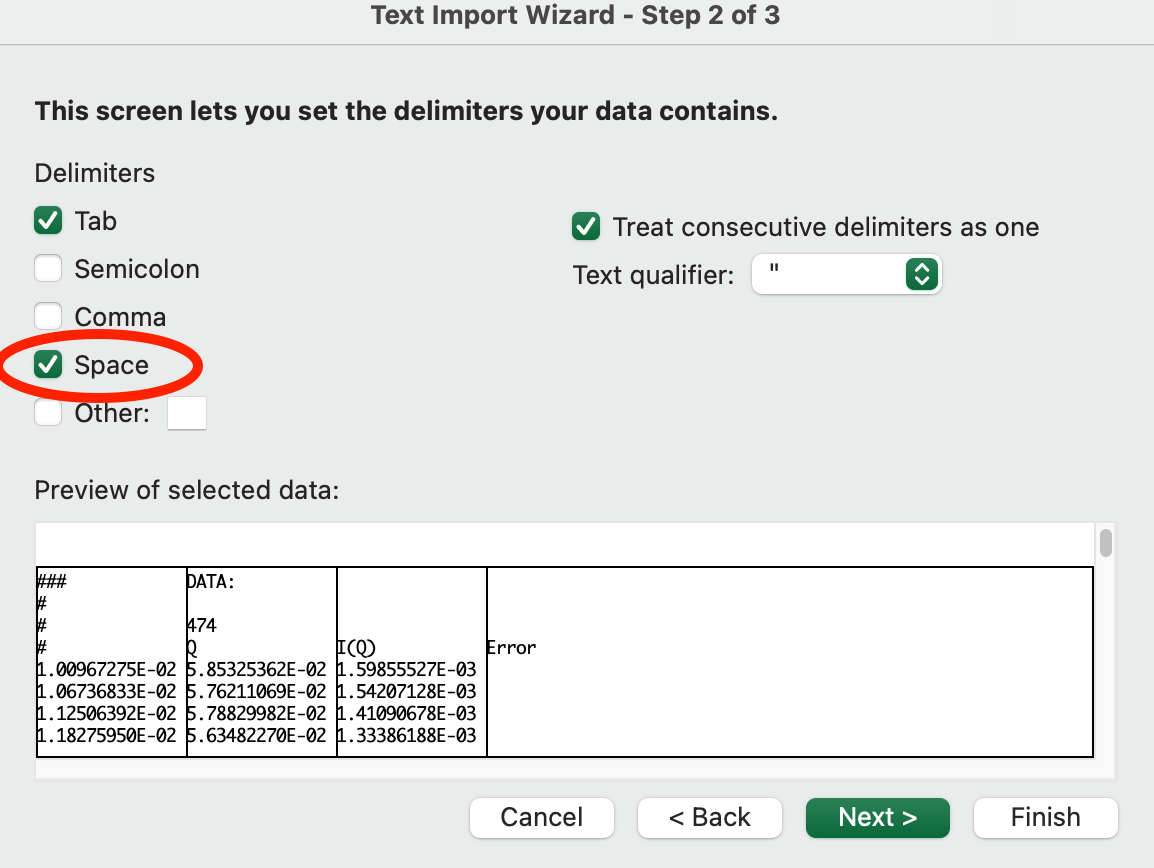 Text Import Wizard - Step 2 of 3
This screen lets you set the delimiters your data contains.
Delimiters
Tab
Semicolon
Comma
Space
Other:
Treat consecutive delimiters as one
Text qualifier: "
Preview of selected data:
### DATA:
#
# 474
# Q I(Q) Error
1.00967275E-02 5.85325362E-02 1.59855527E-03
1.06736833E-02 5.76211069E-02 1.54207128E-03
1.12506392E-02 5.78829982E-02 1.41090678E-03
1.18275950E-02 5.63482270E-02 1.33386188E-03
Cancel < Back Next > Finish